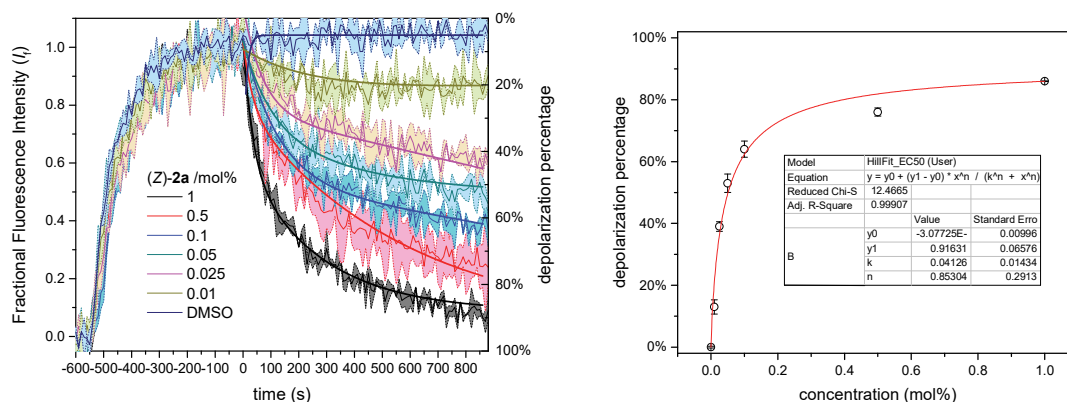 Fractional Fluorescence Intensity (If)
1.0
0.8
0.6
0.4
0.2
0.0
(Z)-2a /mol%
1
0.5
0.1
0.05
0.025
0.01
DMSO
-600 -500 -400 -300 -200 -100 0 100 200 300 400 500 600 700 800
time (s)
0%
20%
40%
60%
80%
100%
depolarization percentage
depolarization percentage
100%
80%
60%
40%
20%
0%
Model HillFit_EC50 (User)
Equation y = y0 + (y1 - y0) * x^n / (k^n + x^n)
Reduced Chi-S 12.4665
Adj. R-Square 0.99907
Value Standard Erro
B
y0 -3.07725E- 0.00996
y1 0.91631 0.06576
k 0.04126 0.01434
n 0.85304 0.2913
0.0 0.2 0.4 0.6 0.8 1.0
concentration (mol%)